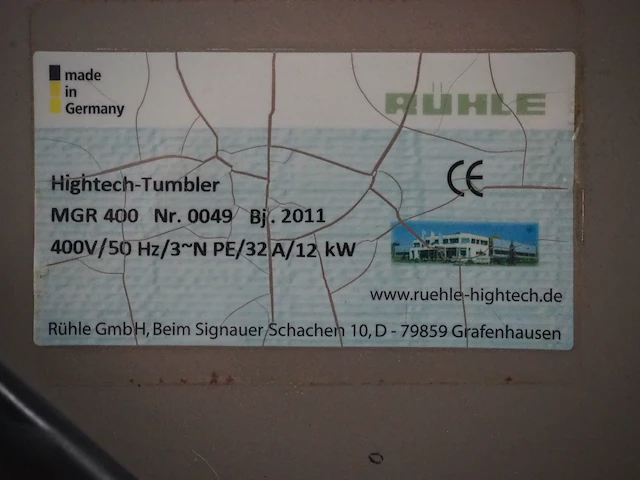 made
in
Germany
RÜHLE
Hightech-Tumbler
CE
MGR 400 Nr. 0049 Bj. 2011
400V/50 Hz/3~N PE/32 A/12 kW
www.ruehle-hightech.de
Rühle GmbH, Beim Signauer Schachen 10, D - 79859 Grafenhausen